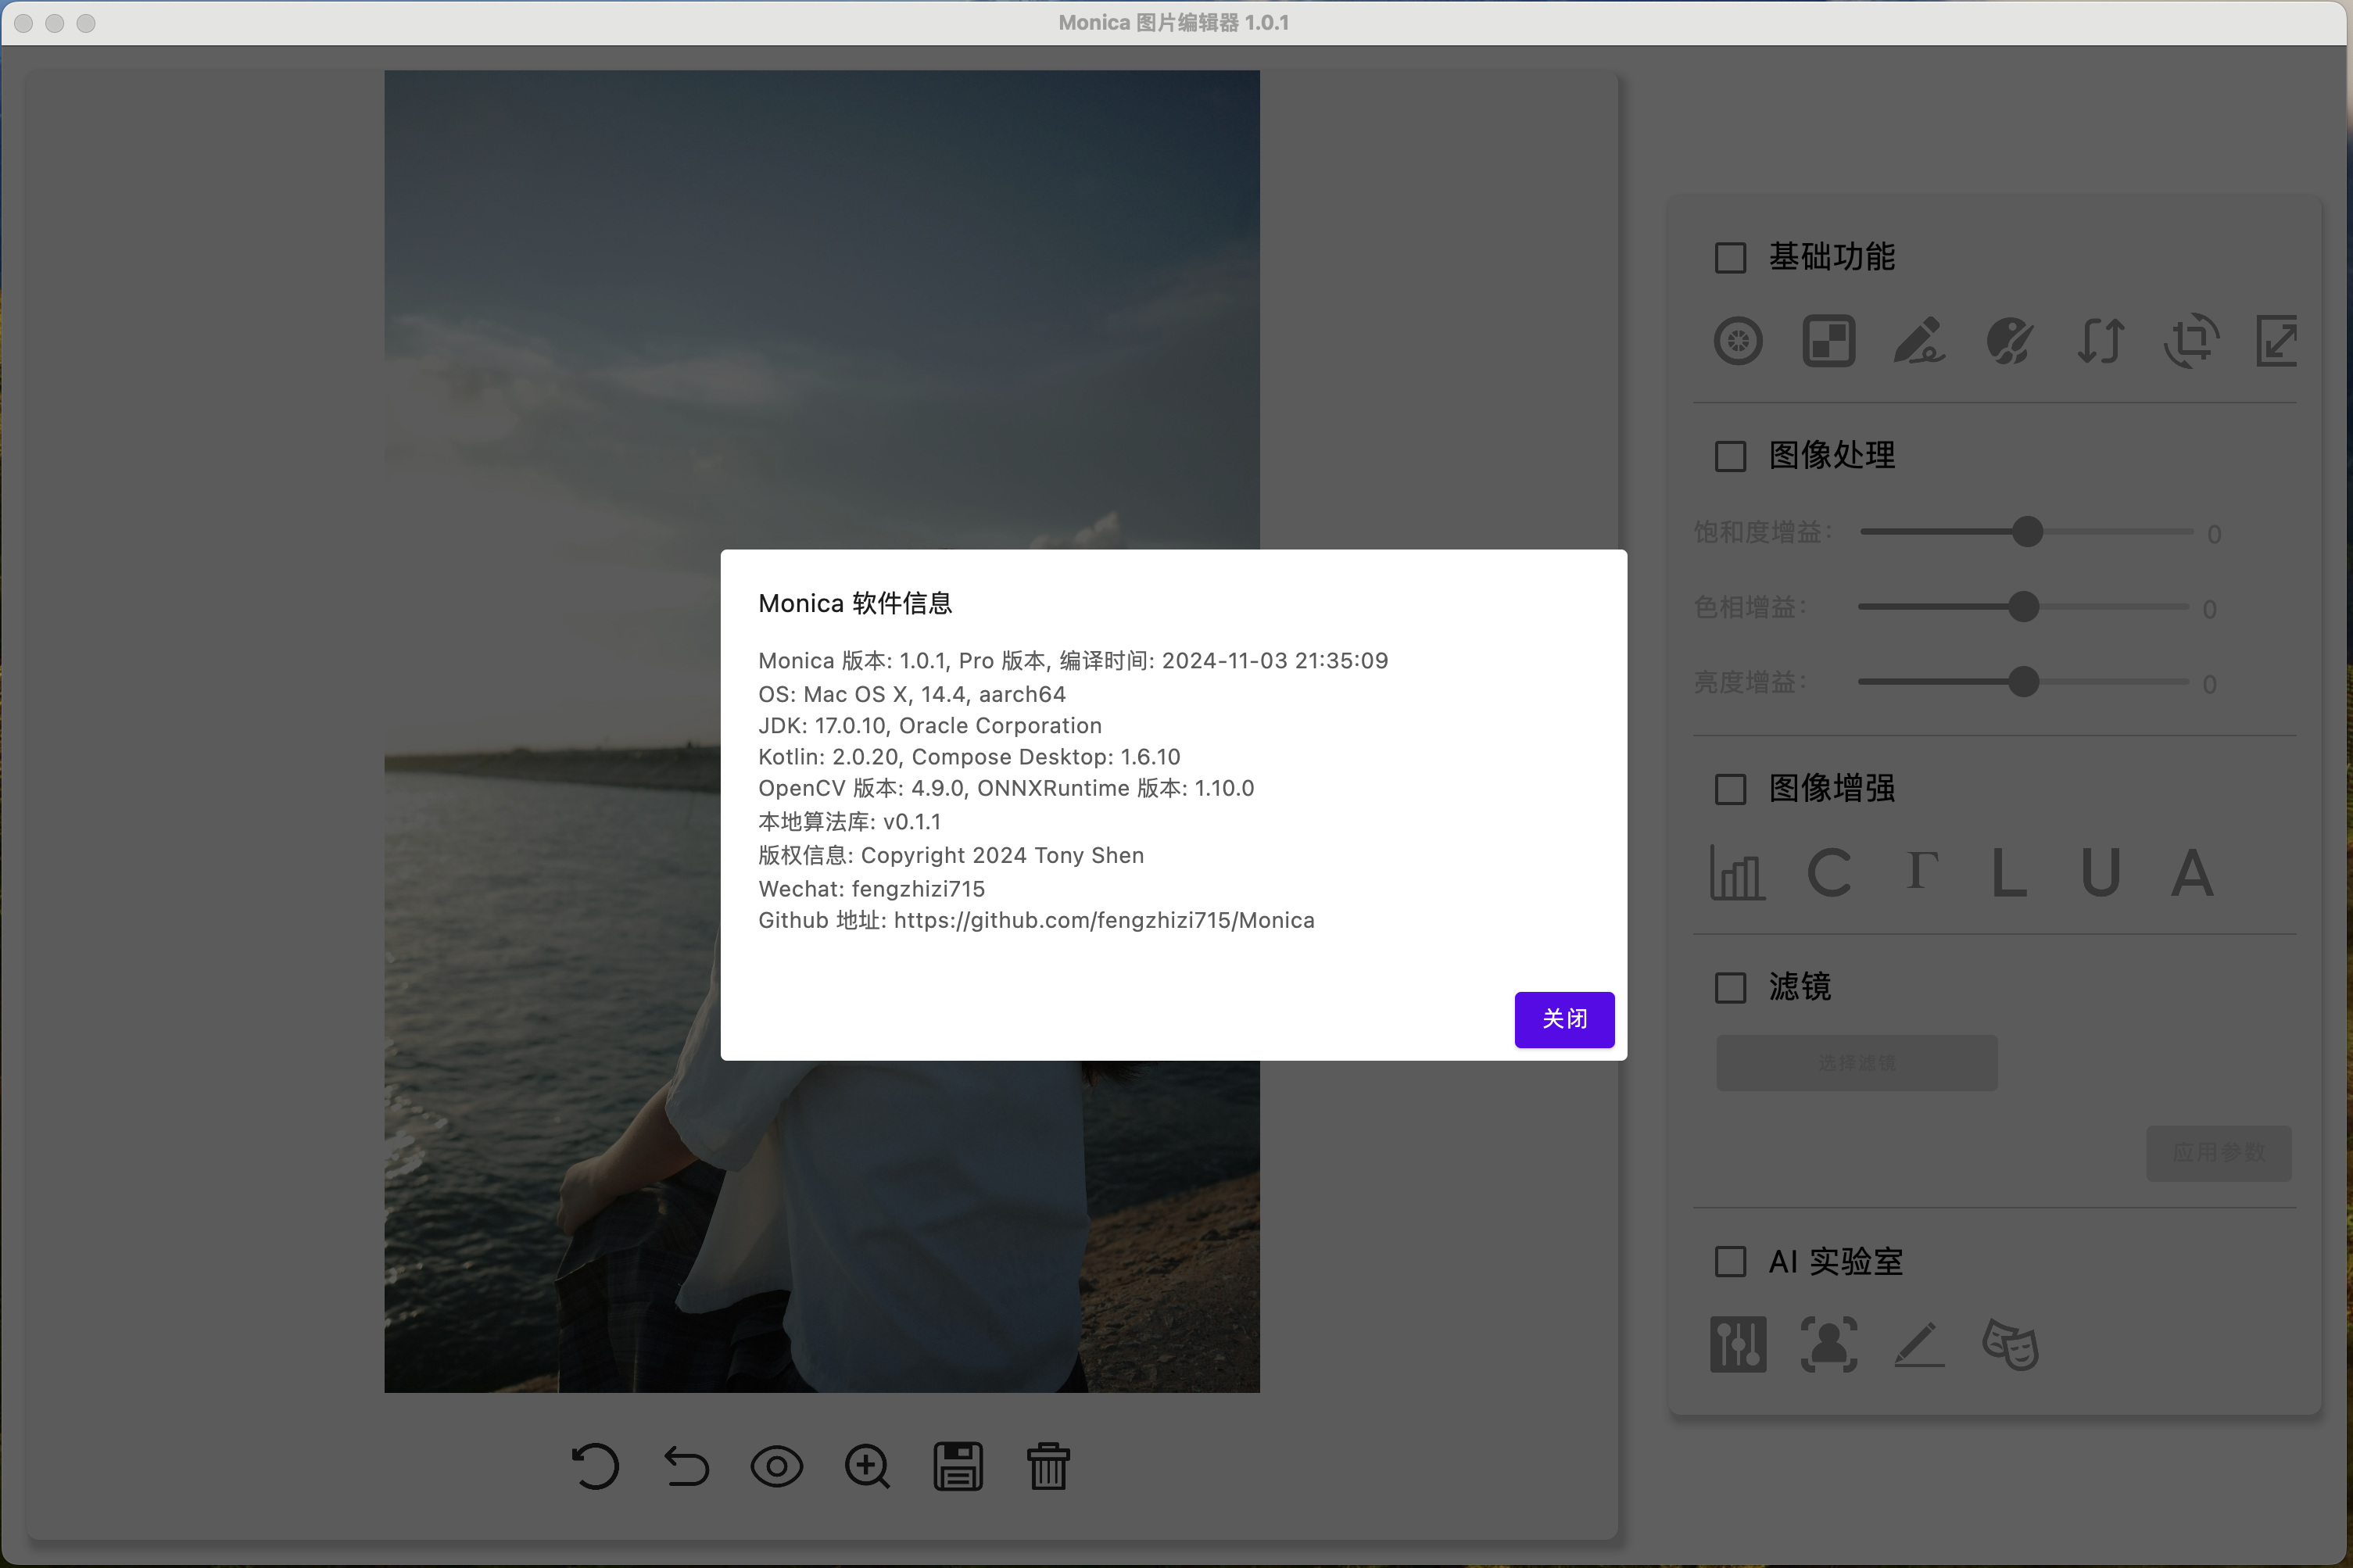 Monica 图片编辑器 1.0.1
基础功能
图像处理
饱和度增益：
0
色相增益：
0
亮度增益：
0
Monica 软件信息
Monica 版本: 1.0.1, Pro 版本, 编译时间: 2024-11-03 21:35:09
OS: Mac OS X, 14.4, aarch64
JDK: 17.0.10, Oracle Corporation
Kotlin: 2.0.20, Compose Desktop: 1.6.10
OpenCV 版本: 4.9.0, ONNXRuntime 版本: 1.10.0
本地算法库: v0.1.1
版权信息: Copyright 2024 Tony Shen
Wechat: fengzhizi715
Github 地址: https://github.com/fengzhizi715/Monica
关闭
图像增强
C Γ L U A
滤镜
选择滤镜
应用参数
AI 实验室